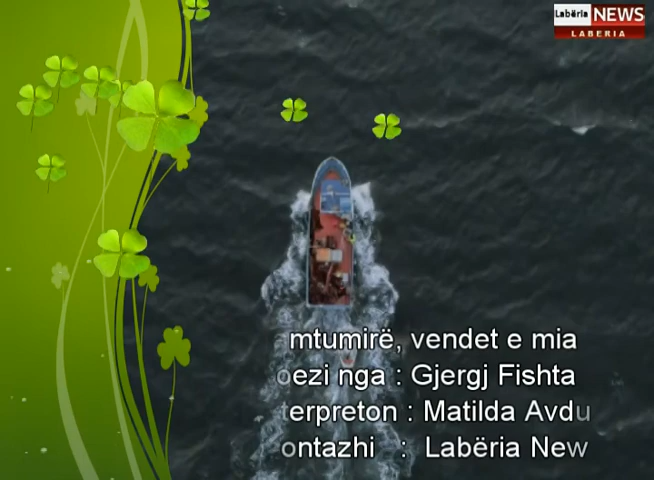 Labëria NEWS
LABERIA
mtumirë, vendet e mia
oezi nga : Gjergj Fishta
terpreton : Matilda Avdu
ontazhi : Labëria New